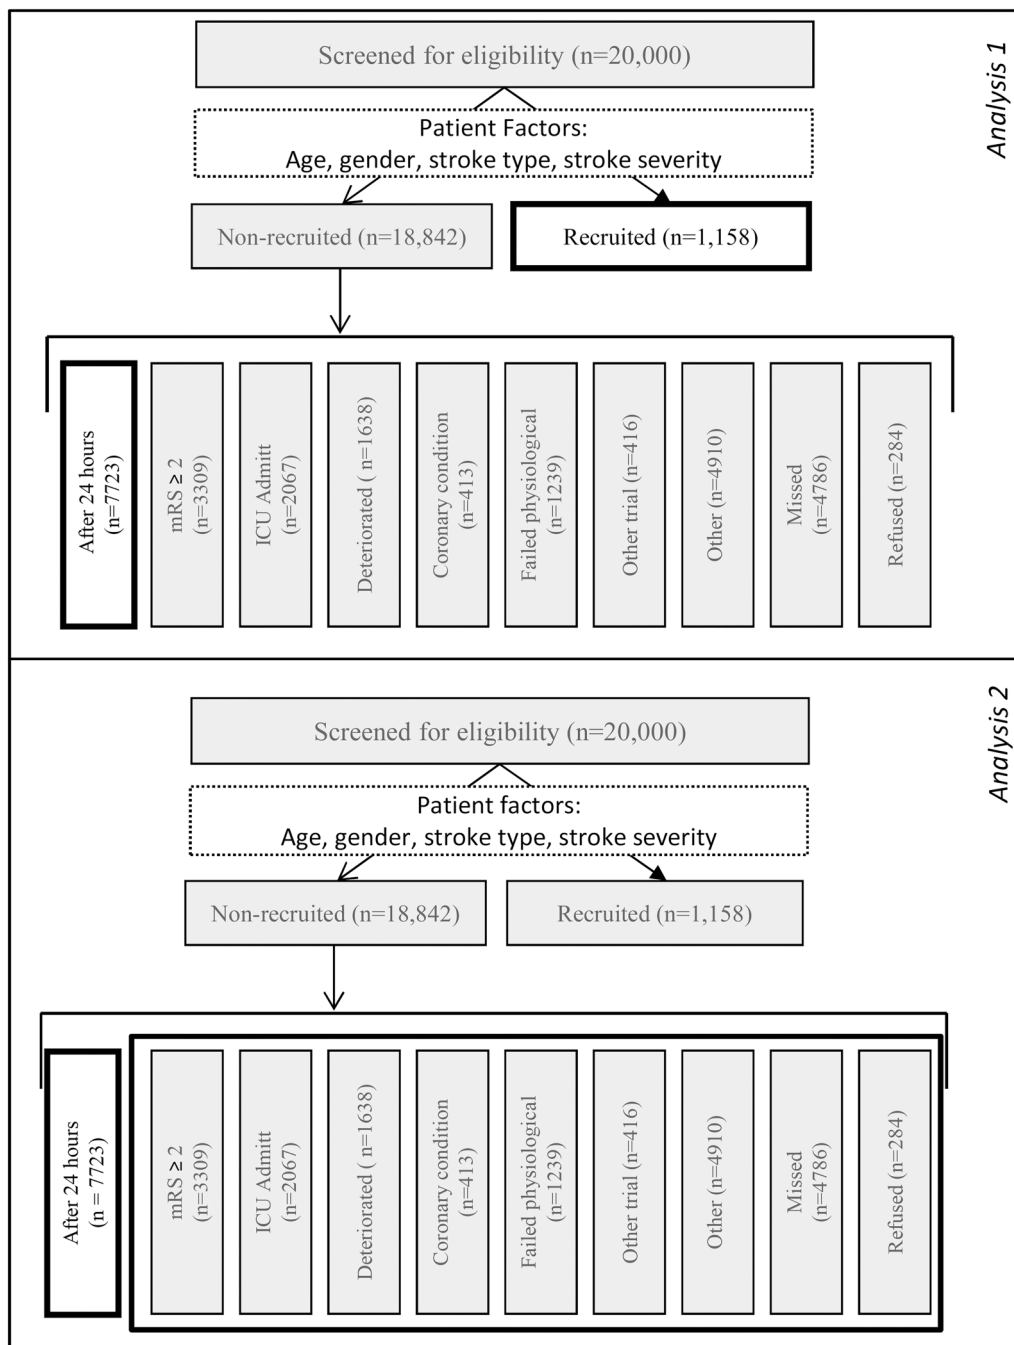 Analysis 1
Screened for eligibility (n=20,000)
Patient Factors:
Age, gender, stroke type, stroke severity
Non-recruited (n=18,842)
Recruited (n=1,158)
After 24 hours
(n=7723)
mRS ≥ 2
(n=3309)
ICU Admitt
(n=2067)
Deteriorated ( n=1638)
Coronary condition
(n=413)
Failed physiological
(n=1239)
Other trial (n=416)
Other (n=4910)
Missed
(n=4786)
Refused (n=284)
Analysis 2
Screened for eligibility (n=20,000)
Patient factors:
Age, gender, stroke type, stroke severity
Non-recruited (n=18,842)
Recruited (n=1,158)
After 24 hours
(n = 7723)
mRS ≥ 2
(n=3309)
ICU Admitt
(n=2067)
Deteriorated ( n=1638)
Coronary condition
(n=413)
Failed physiological
(n=1239)
Other trial (n=416)
Other (n=4910)
Missed
(n=4786)
Refused (n=284)